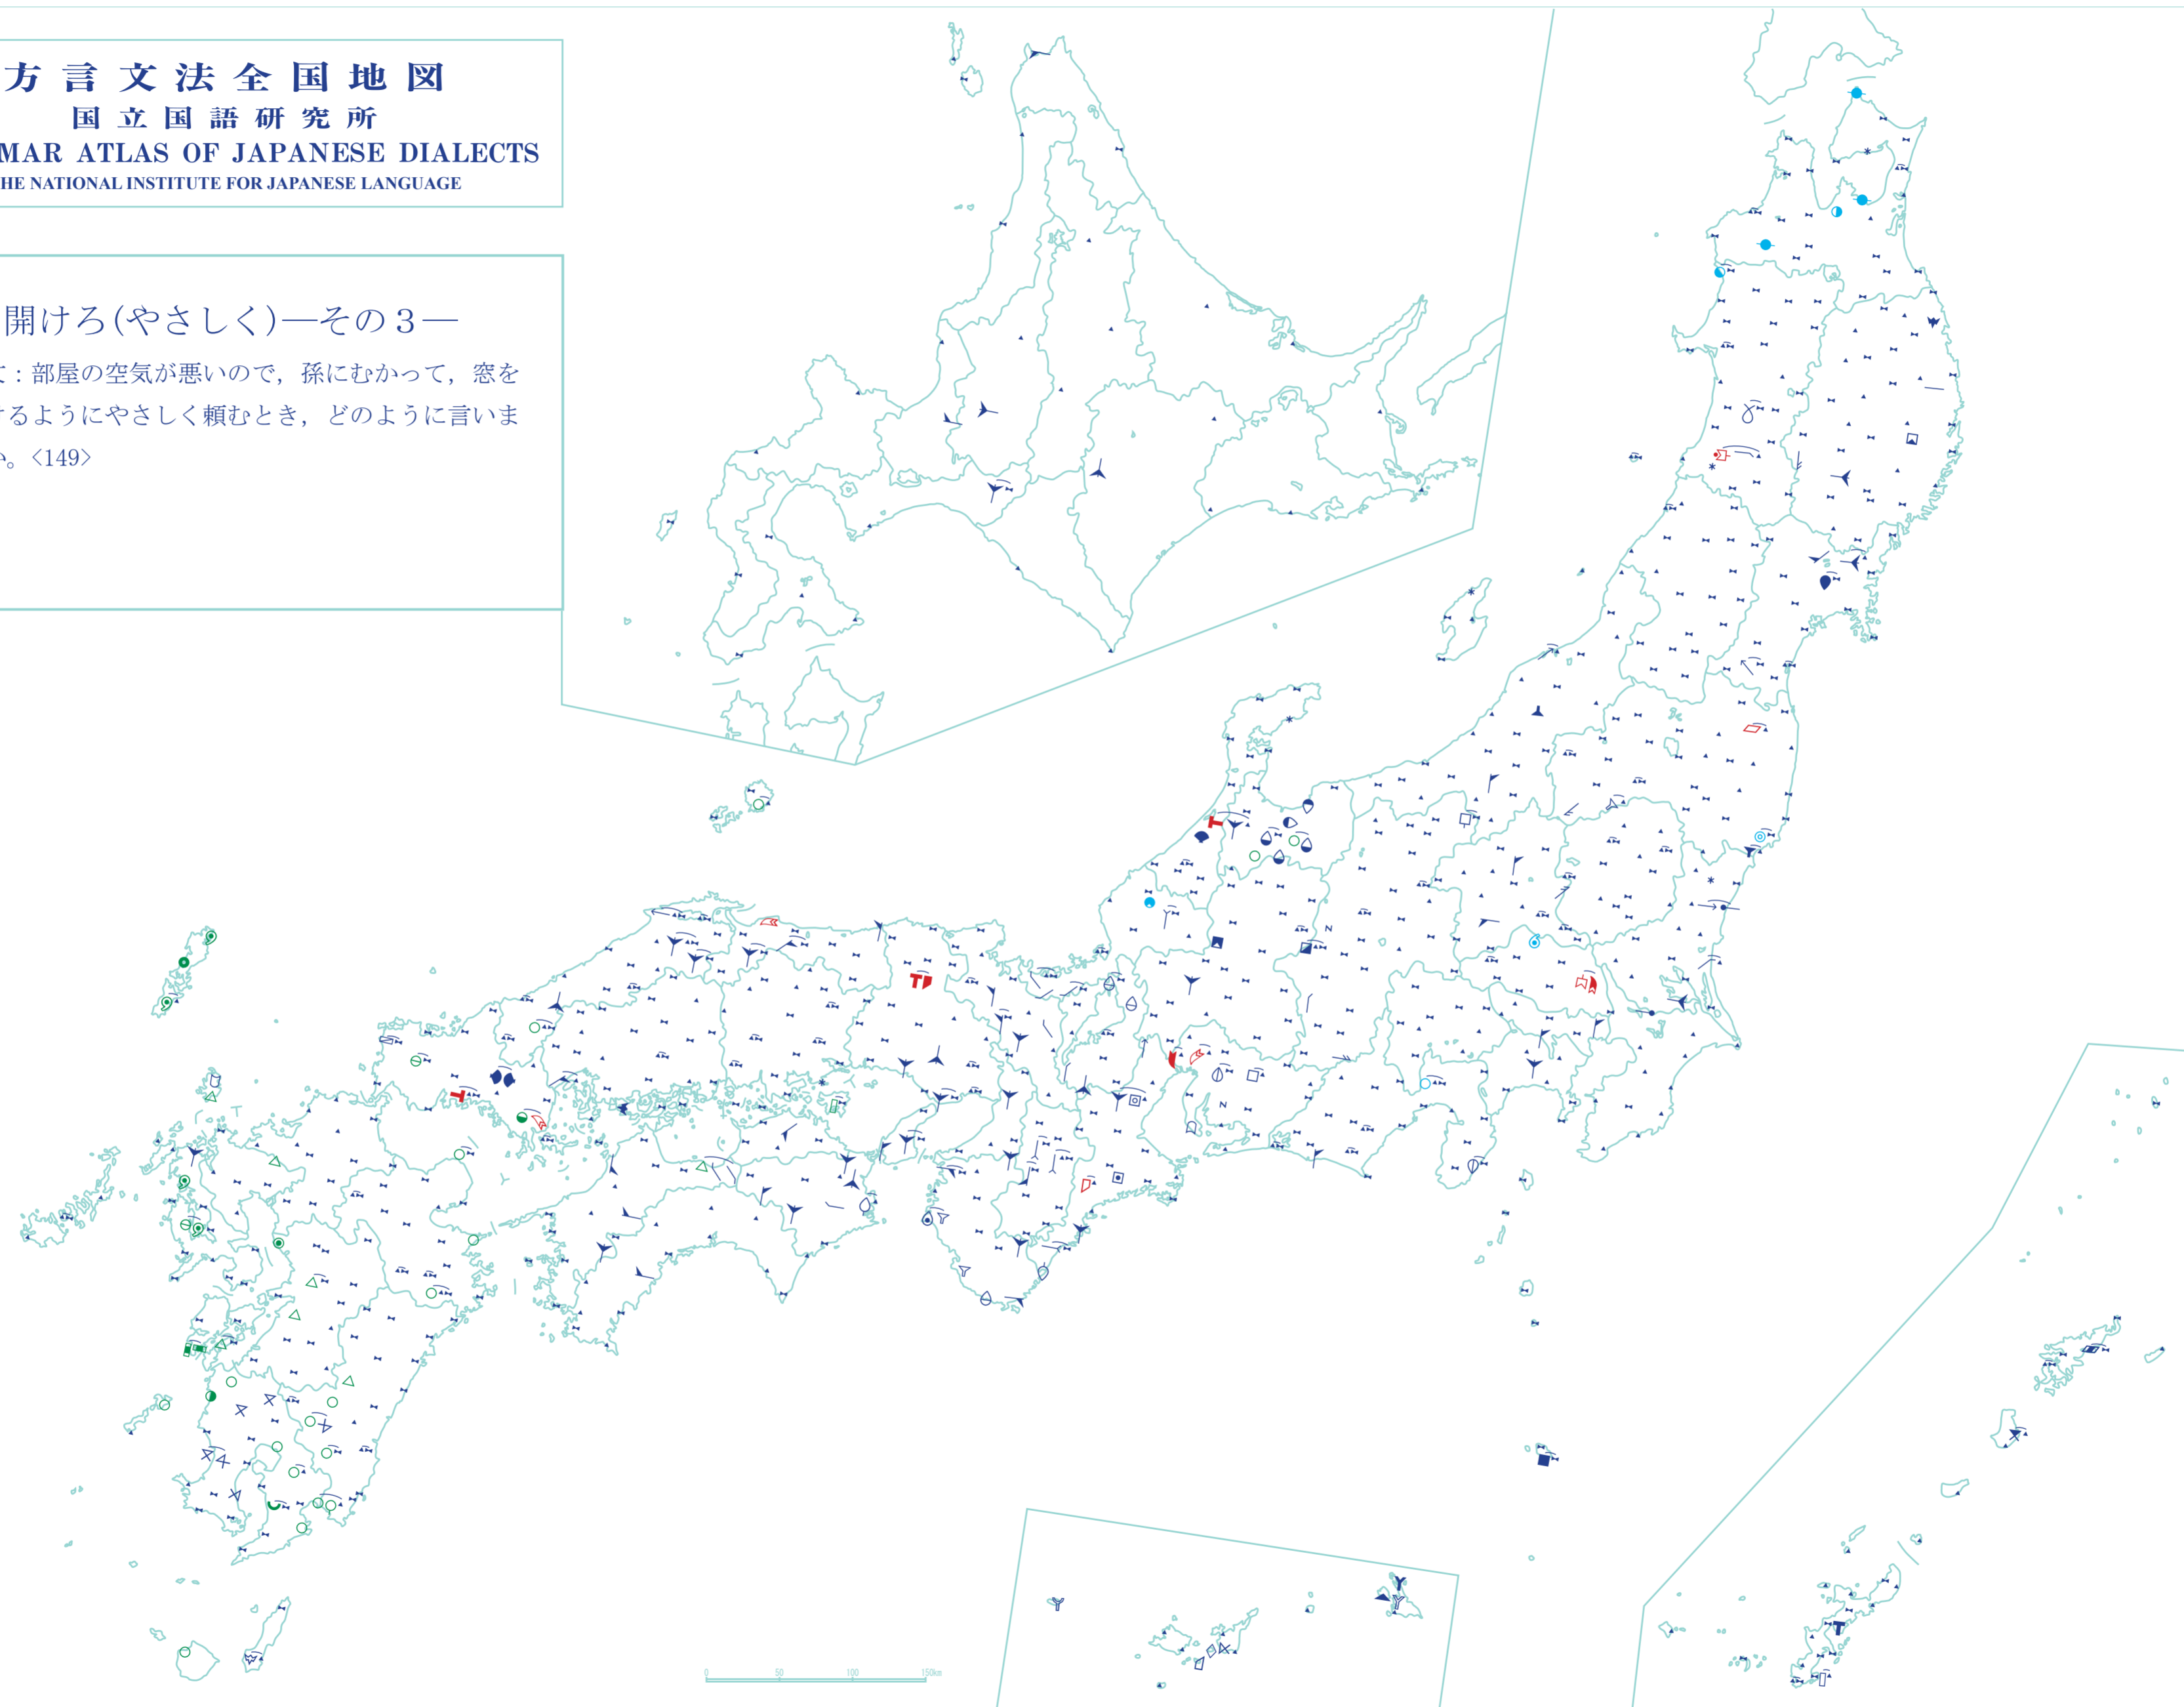 方言文法全国地図
国立国語研究所
MAR ATLAS OF JAPANESE DIALECTS
HE NATIONAL INSTITUTE FOR JAPANESE LANGUAGE
開けろ(やさしく)―その3―
:部屋の空気が悪いので，孫にむかって，窓を
るようにやさしく頼むとき，どのように言いま
。<149>
0 50 100 150km